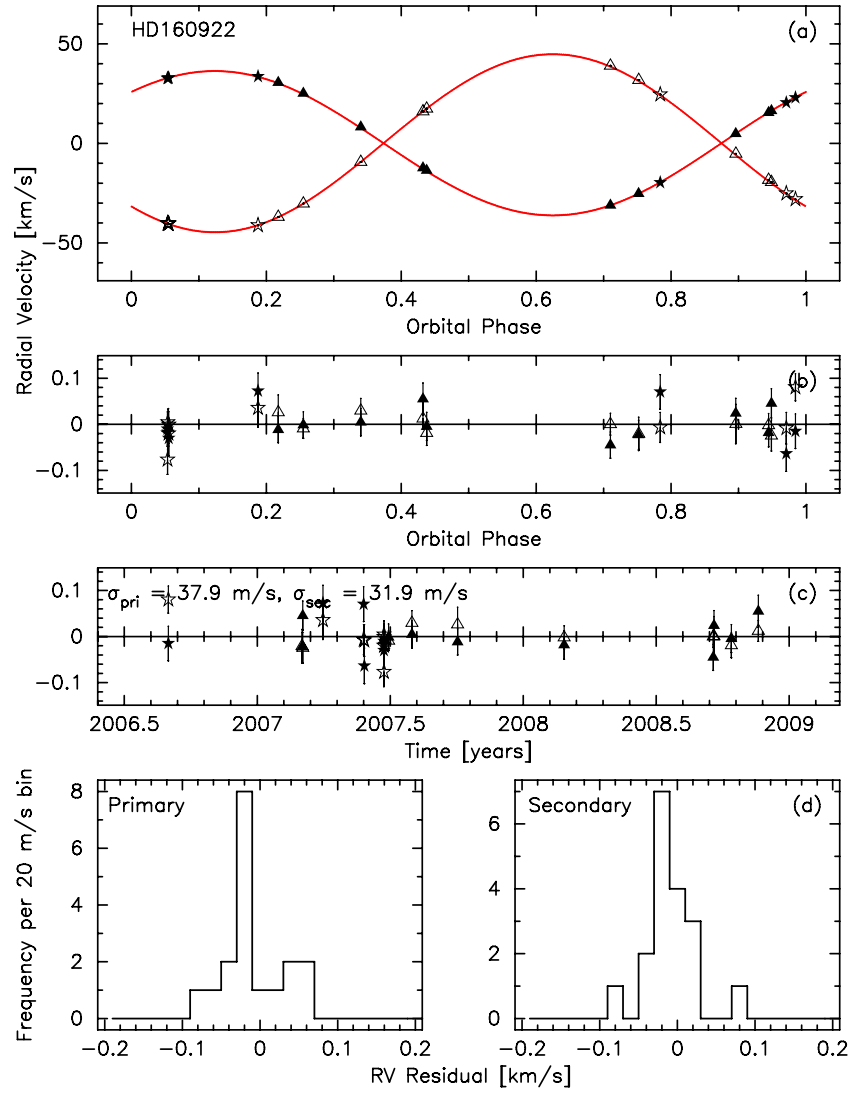 HD160922
(a)
50
0
−50
0 0.2 0.4 0.6 0.8 1
Orbital Phase
Radial Velocity [km/s]
(b)
0.1
0
−0.1
0 0.2 0.4 0.6 0.8 1
Orbital Phase
σpri = 37.9 m/s, σsec = 31.9 m/s
(c)
0.1
0
−0.1
2006.5 2007 2007.5 2008 2008.5 2009
Time [years]
Frequency per 20 m/s bin
Primary
8
6
4
2
0
−0.2 −0.1 0 0.1 0.2
Secondary
(d)
6
4
2
0
−0.2 −0.1 0 0.1 0.2
RV Residual [km/s]